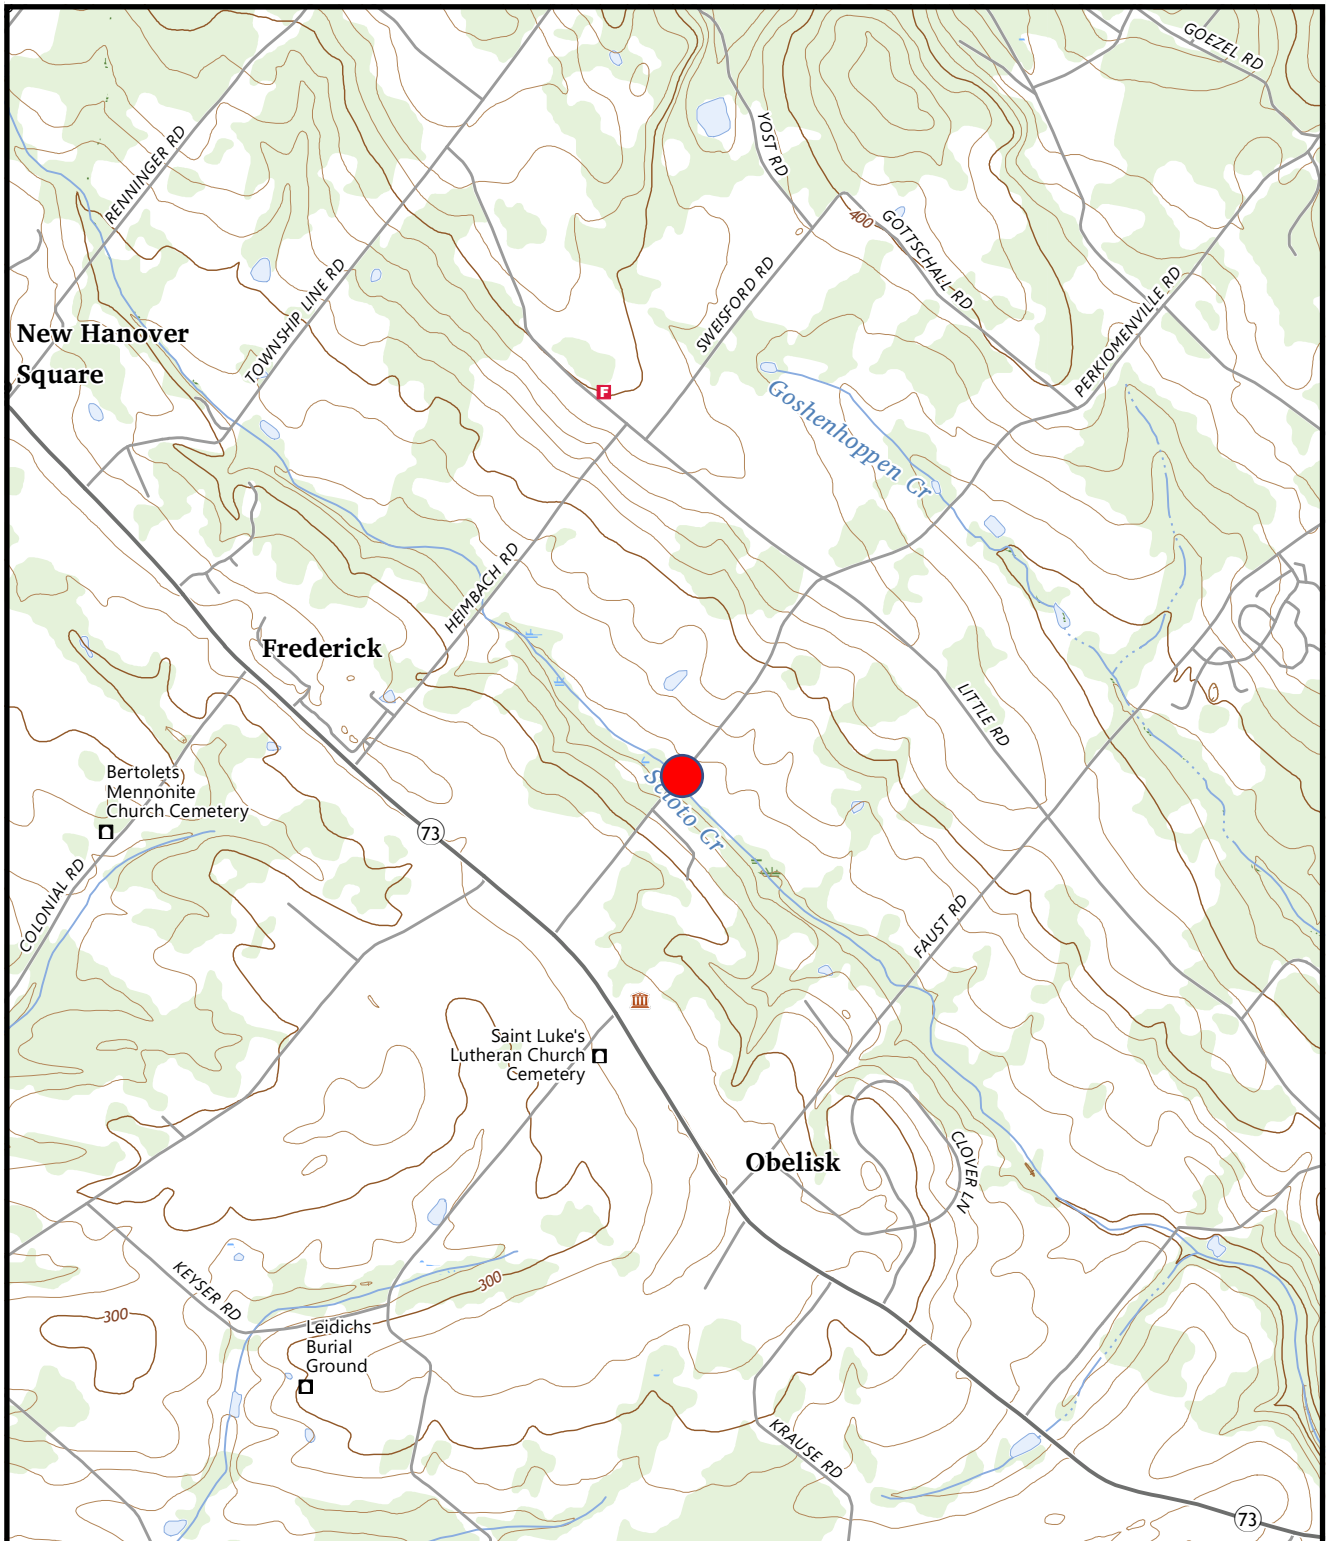 GOEZEL RD
YOST RD
RENNINGER RD
400
GOTTSCHALL RD
TOWNSHIP LINE RD
SWEISFORD RD
PERKIOMENVILLE RD
New Hanover
Square
F
Goshenhoppen Cr
HEIMBACH RD
Frederick
LITTLE RD
Bertolets
Mennonite
Church Cemetery
Scioto Cr
73
COLONIAL RD
FAUST RD
Saint Luke's
Lutheran Church
Cemetery
Obelisk
CLOVER LN
KEYSER RD
300
300
Leidichs
Burial
Ground
KRAUSE RD
73